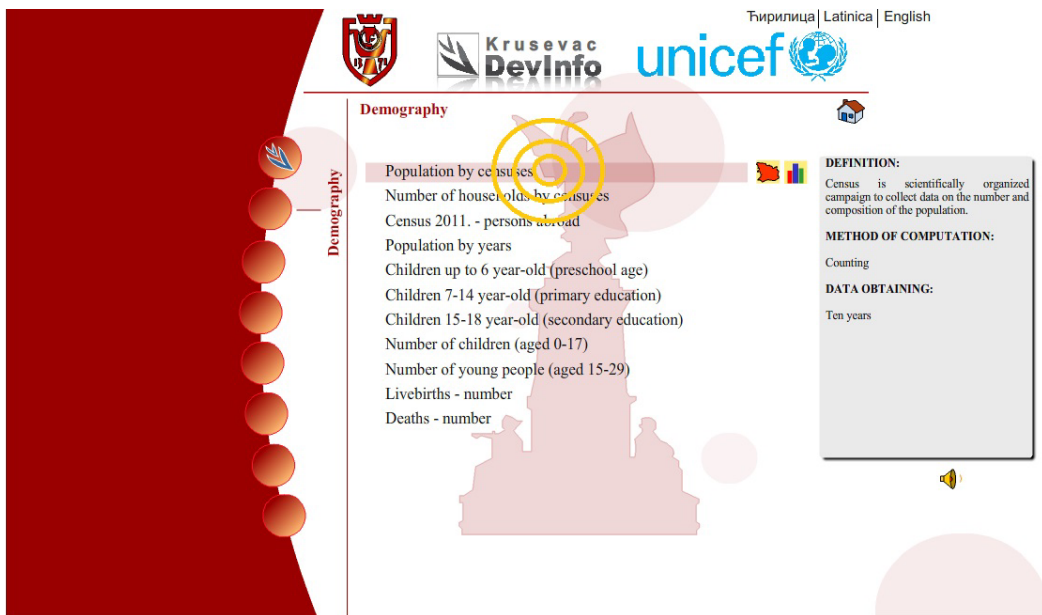 Ћирилица | Latinica | English
13 71
Krusevac
DevInfo
unicef
Demography
Demography
Population by censuses
Number of households by censuses
Census 2011. - persons abroad
Population by years
Children up to 6 year-old (preschool age)
Children 7-14 year-old (primary education)
Children 15-18 year-old (secondary education)
Number of children (aged 0-17)
Number of young people (aged 15-29)
Livebirths - number
Deaths - number
DEFINITION:
Census is scientifically organized
campaign to collect data on the number and
composition of the population.
METHOD OF COMPUTATION:
Counting
DATA OBTAINING:
Ten years